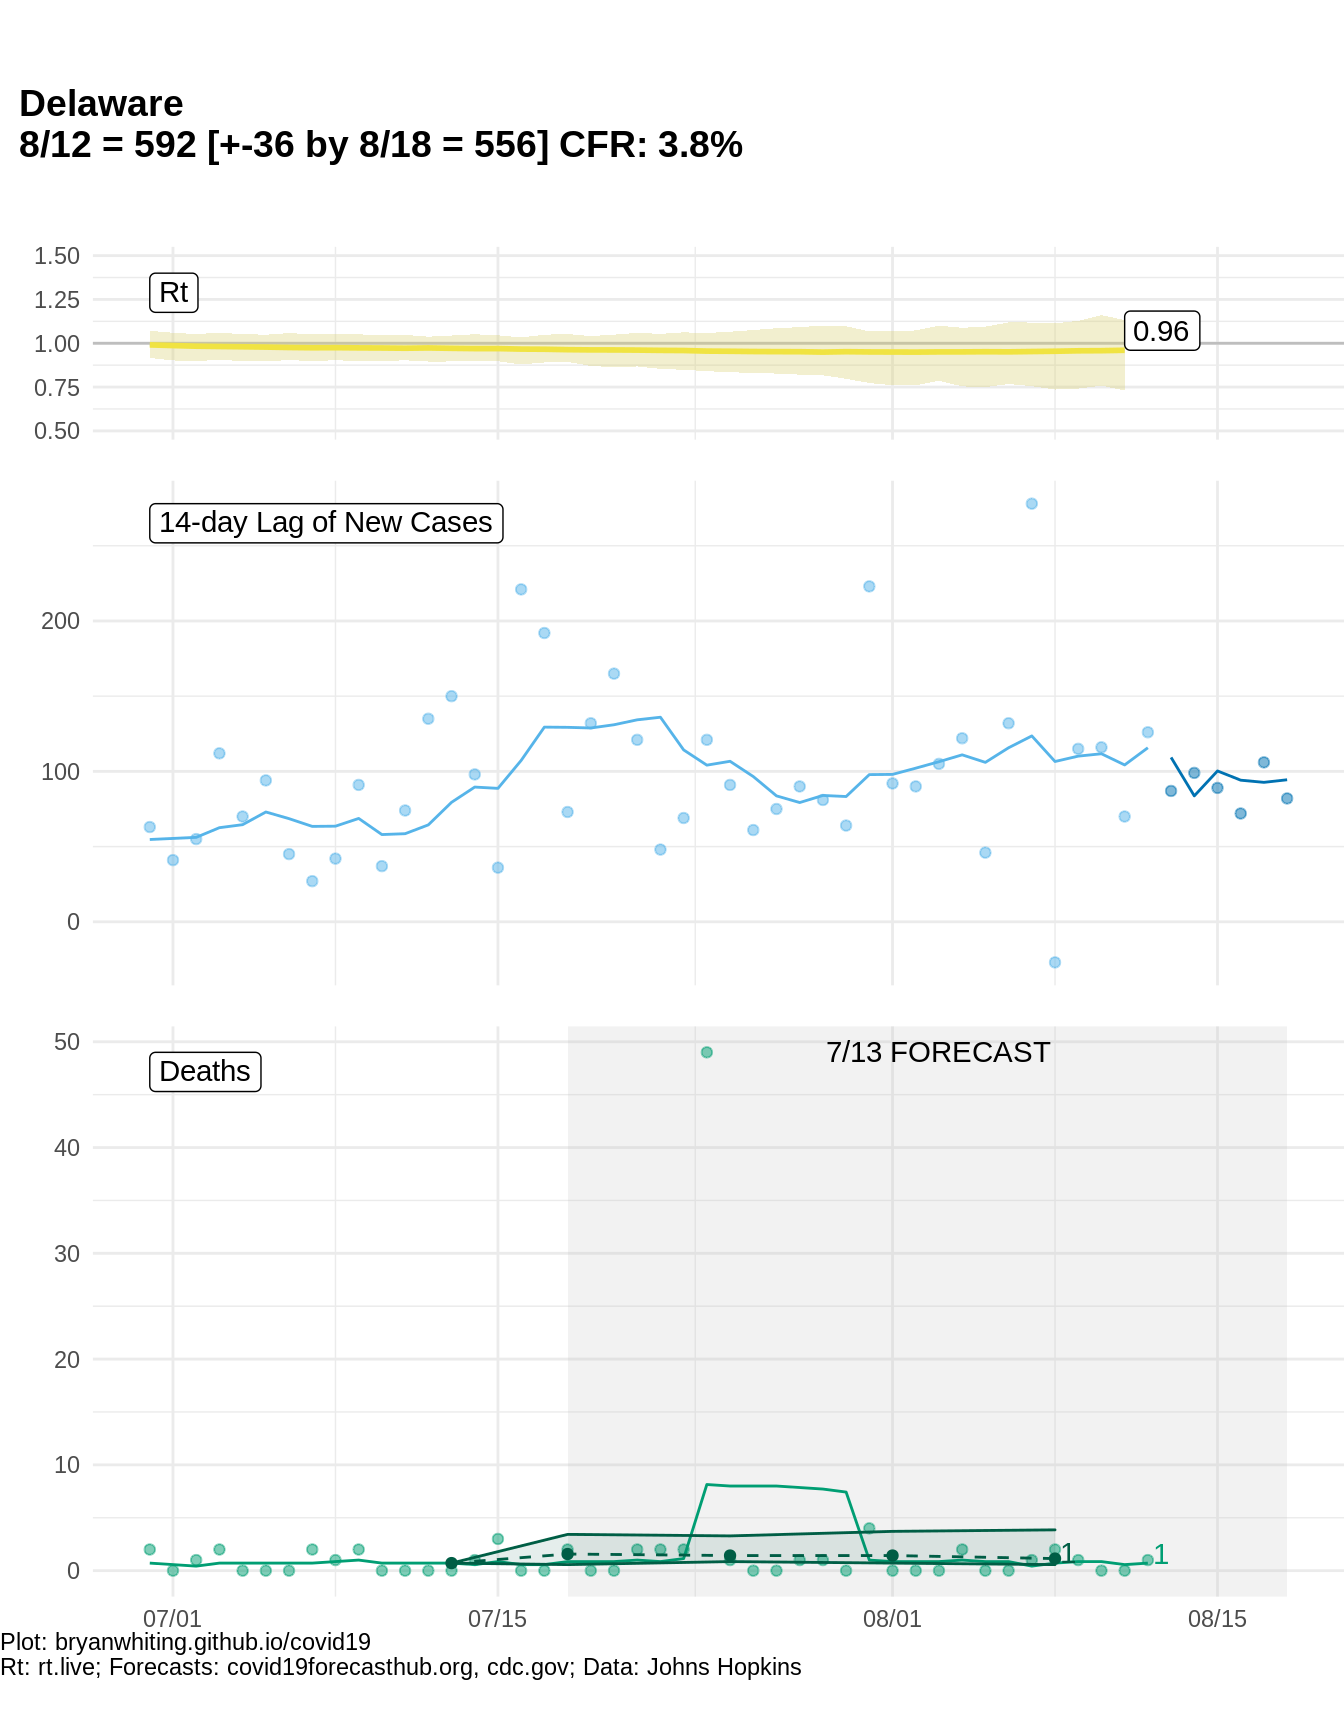 Delaware
8/12 = 592 [+-36 by 8/18 = 556] CFR: 3.8%
1.50
1.25
1.00
0.75
0.50
Rt
0.96
14-day Lag of New Cases
200
100
0
50
40
30
20
10
0
Deaths
7/13 FORECAST
1
1
07/01
07/15
08/01
08/15
Plot: bryanwhiting.github.io/covid19
Rt: rt.live; Forecasts: covid19forecasthub.org, cdc.gov; Data: Johns Hopkins